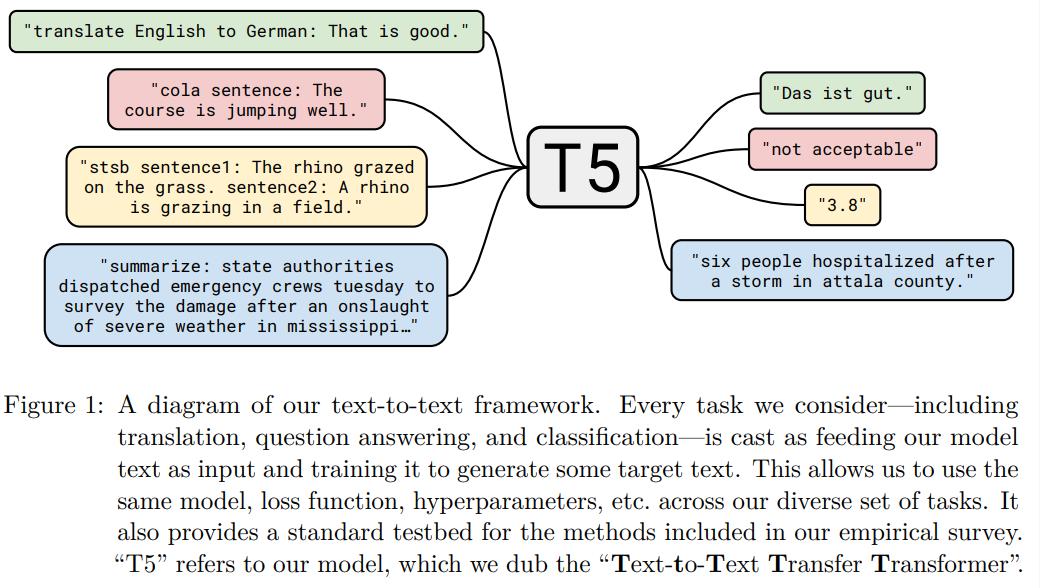 "translate English to German: That is good."
"cola sentence: The
course is jumping well."
"stsb sentence1: The rhino grazed
on the grass. sentence2: A rhino
is grazing in a field."
"summarize: state authorities
dispatched emergency crews tuesday to
survey the damage after an onslaught
of severe weather in mississippi…"
T5
"Das ist gut."
"not acceptable"
"3.8"
"six people hospitalized after
a storm in attala county."
Figure 1: A diagram of our text-to-text framework. Every task we consider—including
translation, question answering, and classification—is cast as feeding our model
text as input and training it to generate some target text. This allows us to use the
same model, loss function, hyperparameters, etc. across our diverse set of tasks. It
also provides a standard testbed for the methods included in our empirical survey.
“T5” refers to our model, which we dub the “Text-to-Text Transfer Transformer”.